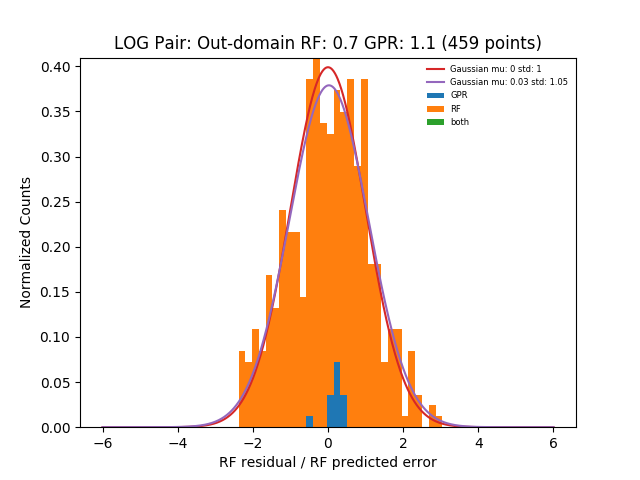 LOG Pair: Out-domain RF: 0.7 GPR: 1.1 (459 points)
Gaussian mu: 0 std: 1
Gaussian mu: 0.03 std: 1.05
GPR
RF
both
Normalized Counts
0.40
0.35
0.30
0.25
0.20
0.15
0.10
0.05
0.00
−6 −4 −2 0 2 4 6
RF residual / RF predicted error